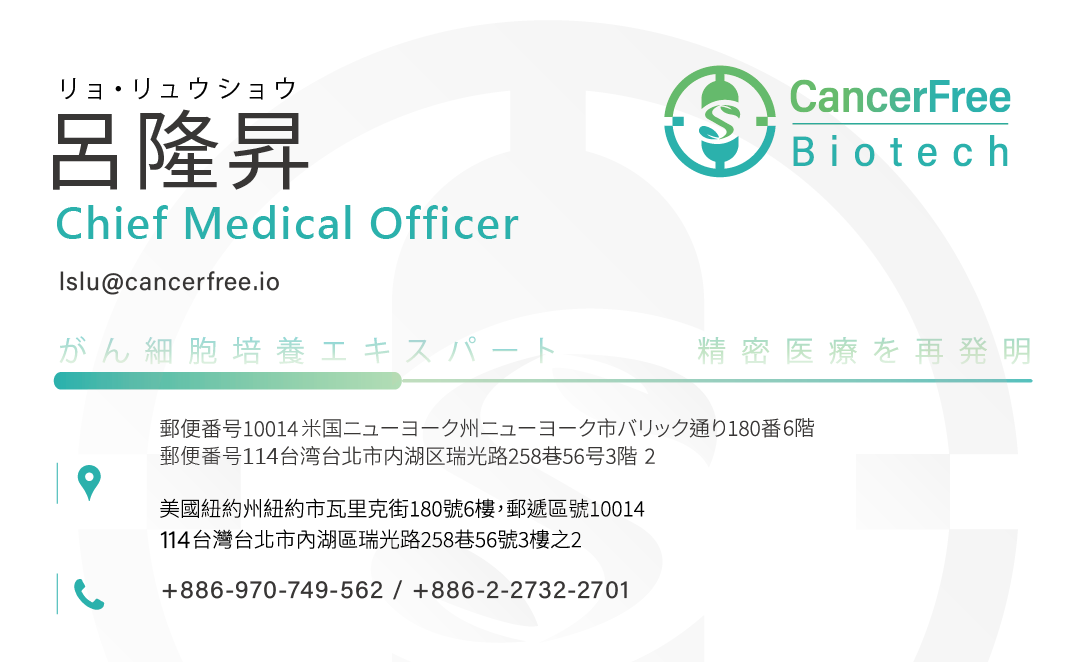 リョ・リュウショウ
呂隆昇
Chief Medical Officer
lslu@cancerfree.io
CancerFree
Biotech
がん細胞培養エキスパート 精密医療を再発明
郵便番号10014米国ニューヨーク州ニューヨーク市バリック通り180番6階
郵便番号114台湾台北市内湖区瑞光路258巷56号3階 2
美國紐約州紐約市瓦里克街180號6樓，郵遞區號10014
114台灣台北市內湖區瑞光路258巷56號3樓之2
+886-970-749-562 / +886-2-2732-2701